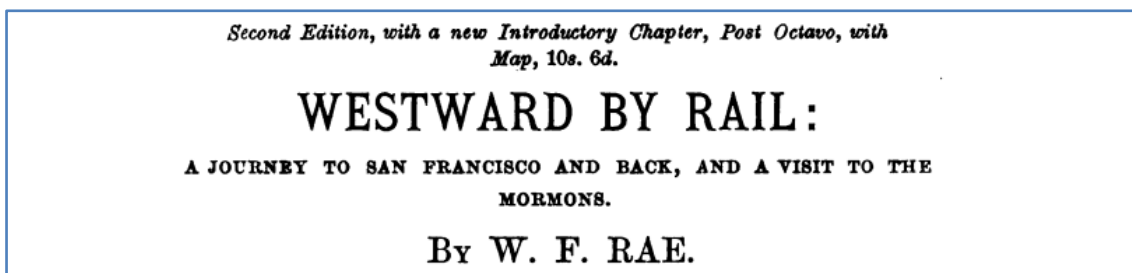 Second Edition, with a new Introductory Chapter, Post Octavo, with
Map, 10s. 6d.
WESTWARD BY RAIL:
A JOURNEY TO SAN FRANCISCO AND BACK, AND A VISIT TO THE
MORMONS.
By W. F. RAE.